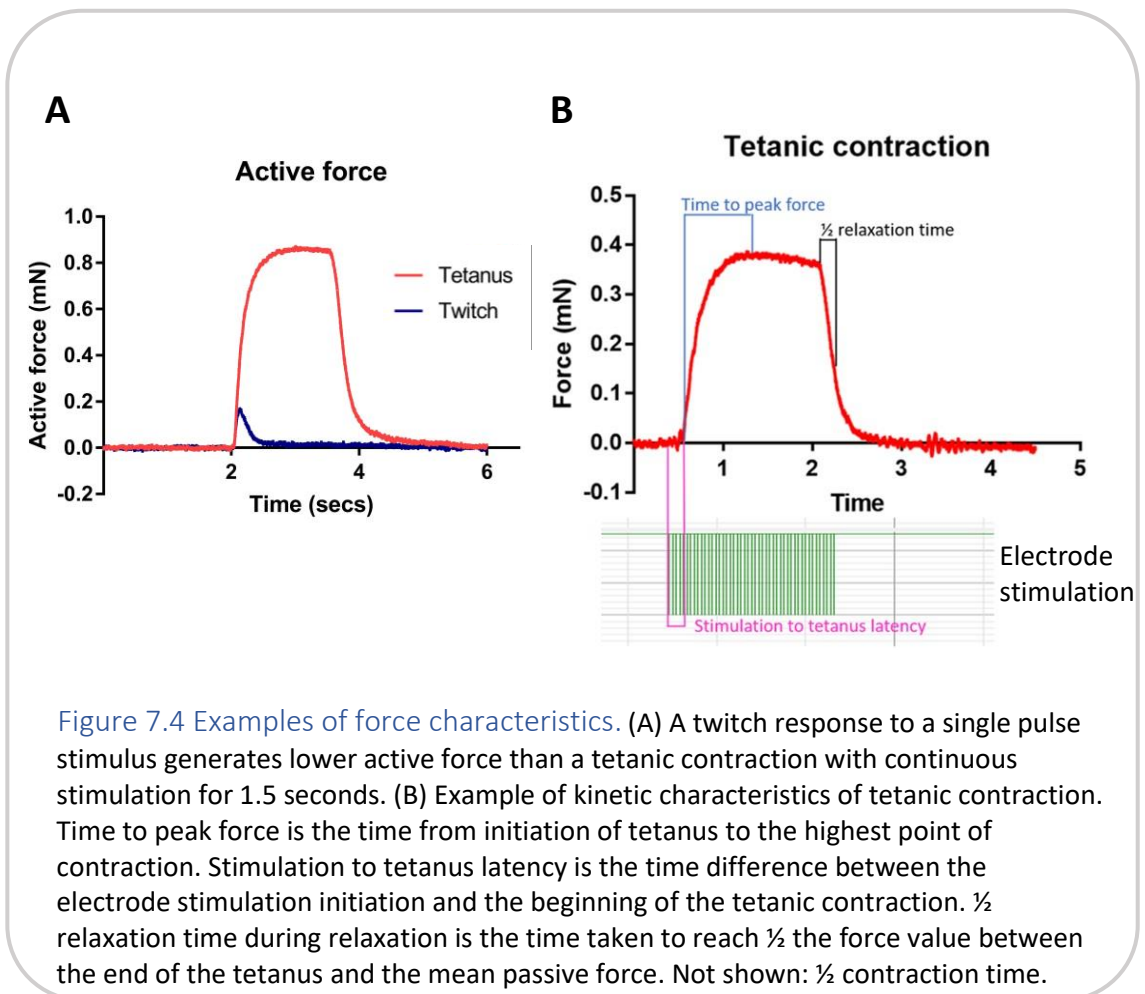 A
Active force
Active force (mN)
1.0
0.8
0.6
0.4
0.2
0.0
-0.2
2
4
6
Time (secs)
Tetanus
Twitch
B
Tetanic contraction
Force (mN)
0.5
0.4
0.3
0.2
0.1
0.0
-0.1
Time to peak force
½ relaxation time
1
2
3
4
5
Time
Electrode
stimulation
Stimulation to tetanus latency
Figure 7.4 Examples of force characteristics. (A) A twitch response to a single pulse
stimulus generates lower active force than a tetanic contraction with continuous
stimulation for 1.5 seconds. (B) Example of kinetic characteristics of tetanic contraction.
Time to peak force is the time from initiation of tetanus to the highest point of
contraction. Stimulation to tetanus latency is the time difference between the
electrode stimulation initiation and the beginning of the tetanic contraction. ½
relaxation time during relaxation is the time taken to reach ½ the force value between
the end of the tetanus and the mean passive force. Not shown: ½ contraction time.